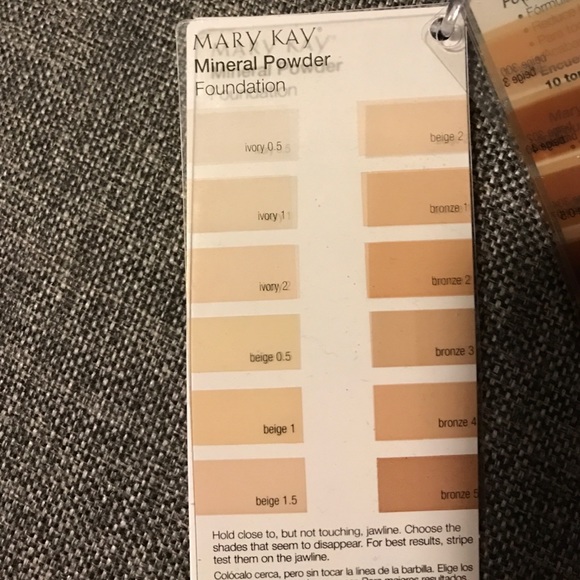 MARY KAY®
Mineral Powder
Foundation
ivory 0.5
beige 2
ivory 1
bronze 1
ivory 2
bronze 2
beige 0.5
bronze 3
beige 1
bronze 4
beige 1.5
bronze 5
Hold close to, but not touching, jawline. Choose the
shades that seem to disappear. For best results, stripe
test them on the jawline.
Colócalo cerca, pero sin tocar la línea de la barbilla. Elige los
10